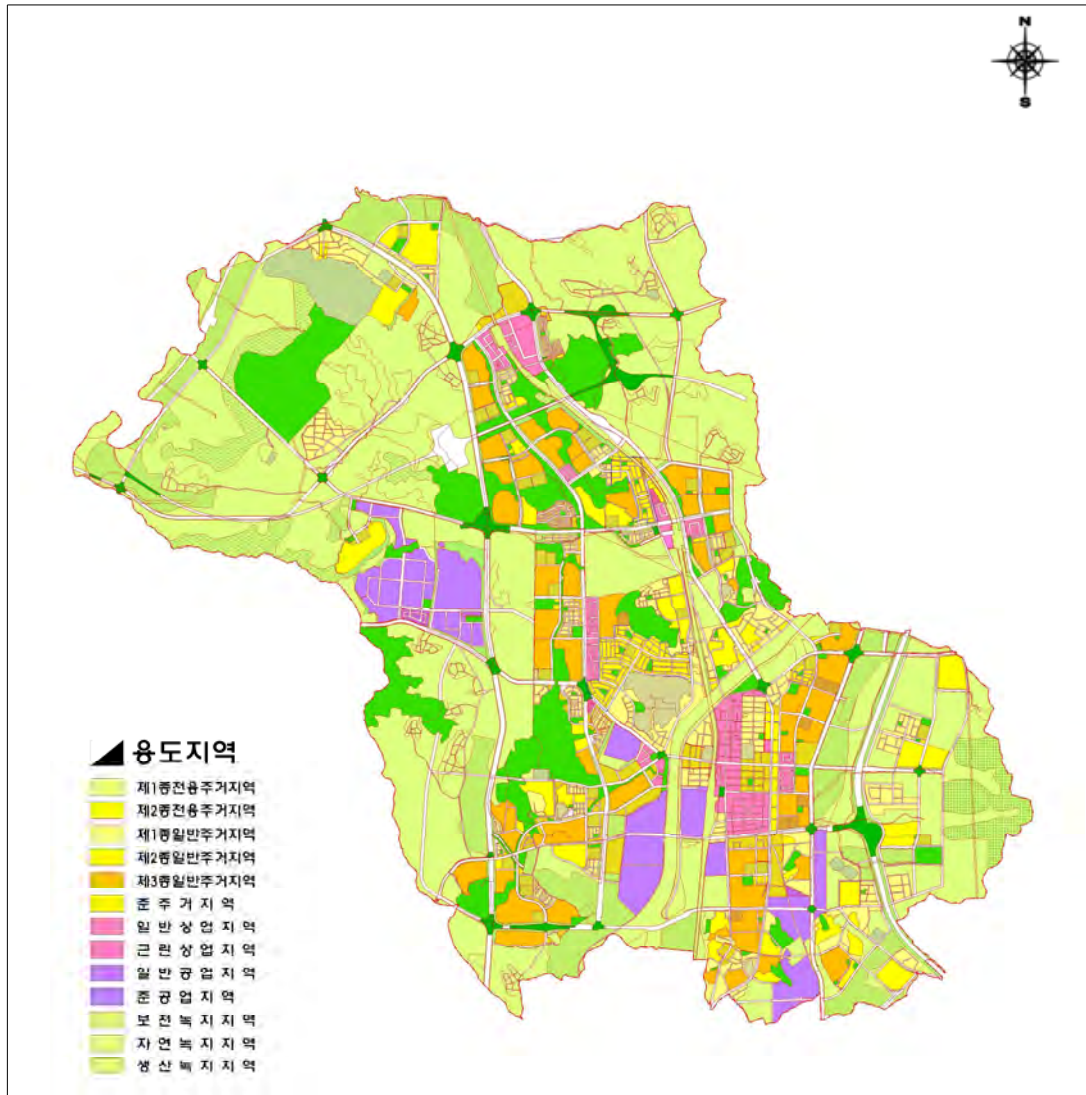 N
S
용도지역
제1종전용주거지역
제2종전용주거지역
제1종일반주거지역
제2종일반주거지역
제3종일반주거지역
준 주 거 지 역
일 반 상 업 지 역
근 린 상 업 지 역
일 반 공 업 지 역
준 공 업 지 역
보 전 녹 지 지 역
자 연 녹 지 지 역
생 산 녹 지 지 역